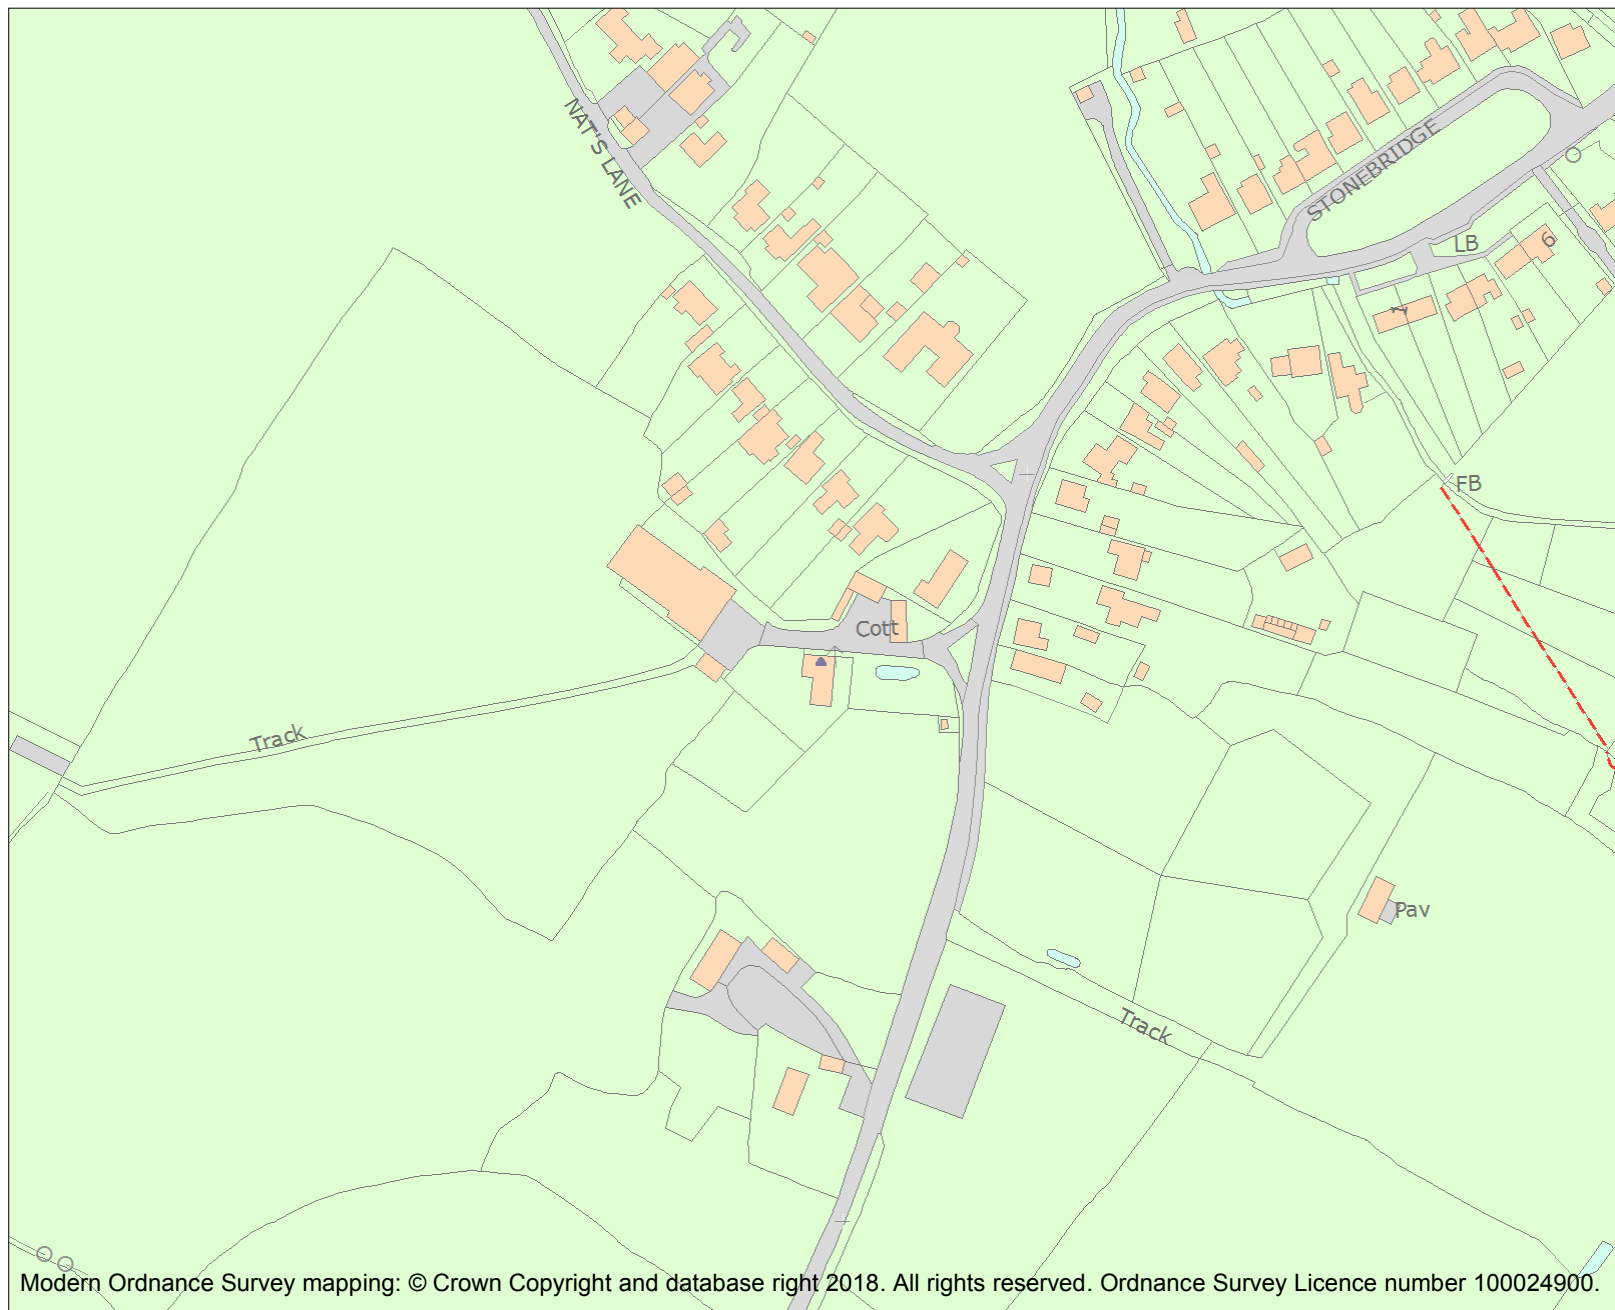 NAT'S LANE
STONEBRIDGE
LB
6
1
FB
Cott
Track
Pav
Track
Modern Ordnance Survey mapping: © Crown Copyright and database right 2018. All rights reserved. Ordnance Survey Licence number 100024900.